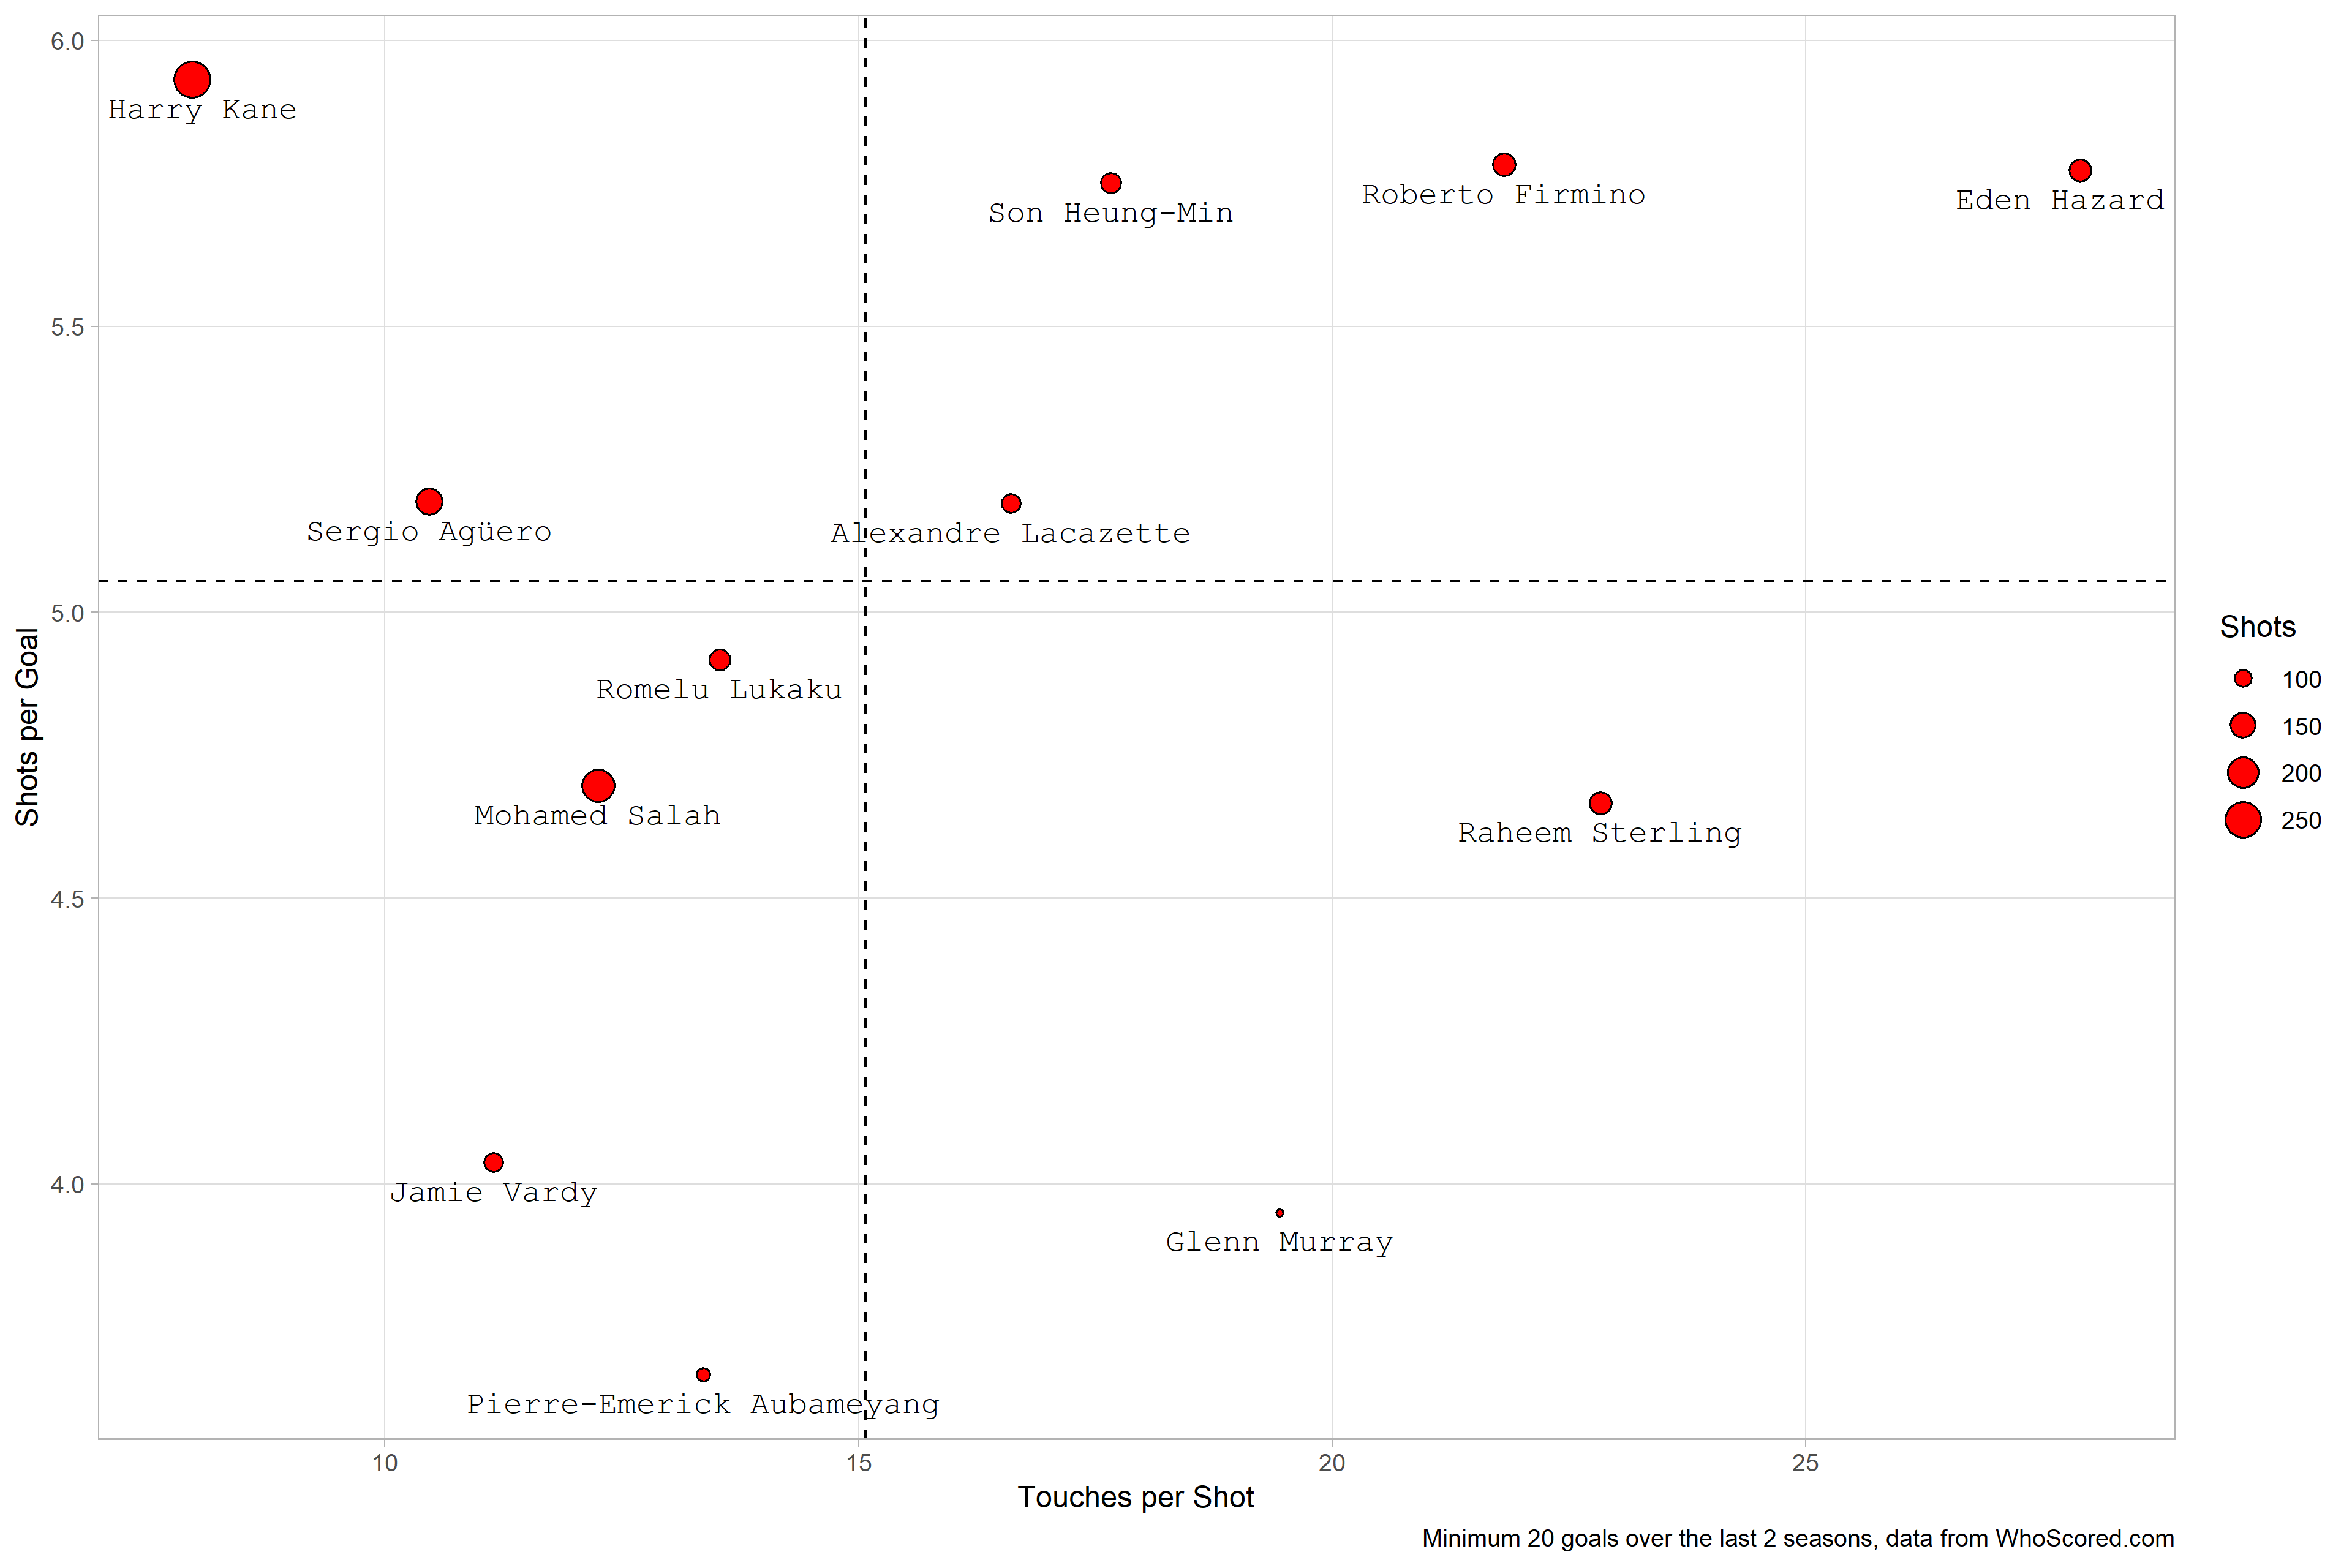 6.0
Harry Kane
Son Heung-Min
Roberto Firmino
Eden Hazard
5.5
Sergio Agüero
Alexandre Lacazette
5.0
Shots per Goal
Romelu Lukaku
Mohamed Salah
Raheem Sterling
4.5
4.0
Jamie Vardy
Glenn Murray
Pierre-Emerick Aubameyang
10
15
20
25
Touches per Shot
Minimum 20 goals over the last 2 seasons, data from WhoScored.com
Shots
100
150
200
250